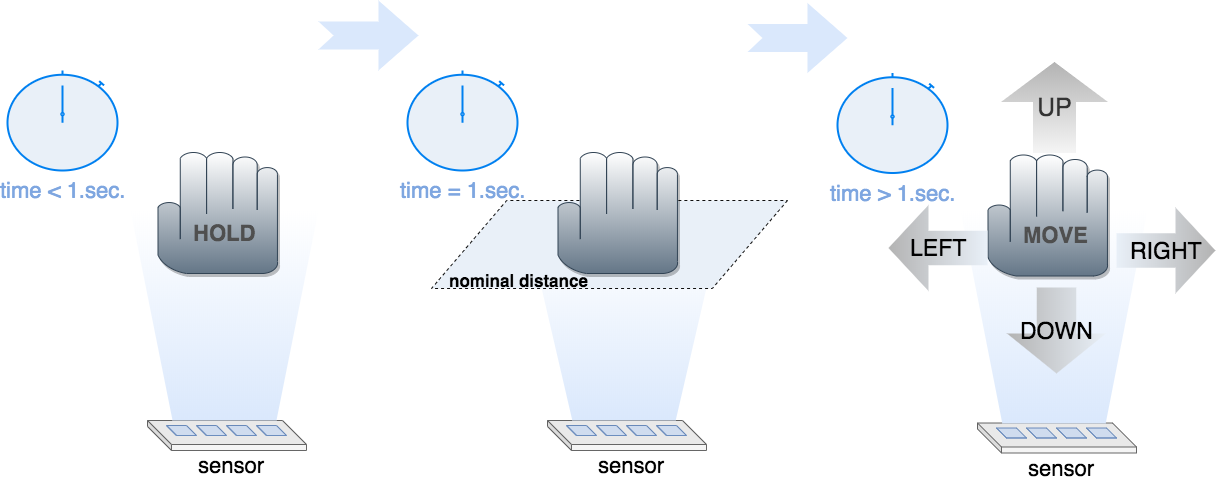 time < 1.sec.
HOLD
sensor
time = 1.sec.
nominal distance
sensor
time > 1.sec.
UP
LEFT
MOVE
RIGHT
DOWN
sensor